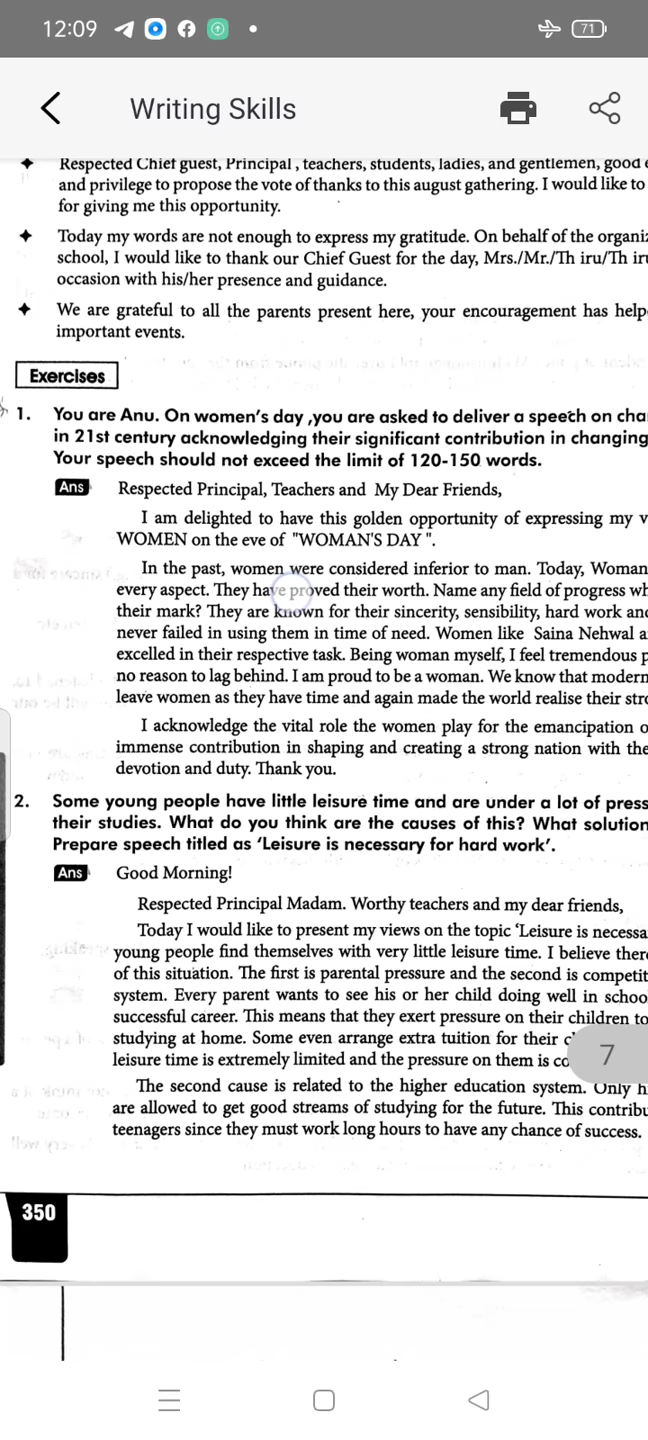 12:09
71
Writing Skills
Respected Chief guest, Principal , teachers, students, ladies, and gentlemen, good
and privilege to propose the vote of thanks to this august gathering. I would like to
for giving me this opportunity.
Today my words are not enough to express my gratitude. On behalf of the
school, I would like to thank our Chief Guest for the day, Mrs./Mr./Th iru/Th
occasion with his/her presence and guidance.
We are grateful to all the parents present here, your encouragement has
important events.
Exercises
1. You are Anu. On women's day ,you are asked to deliver a speech on
in 21st century acknowledging their significant contribution in changing
Your speech should not exceed the limit of 120-150 words.
Ans Respected Principal, Teachers and My Dear Friends,
I am delighted to have this golden opportunity of expressing my
WOMEN on the eve of "WOMAN'S DAY ".
In the past, women were considered inferior to man. Today, Woman
every aspect. They have proved their worth. Name any field of progress
their mark? They are known for their sincerity, sensibility, hard work
never failed in using them in time of need. Women like Saina Nehwal
excelled in their respective task. Being woman myself, I feel tremendous
no reason to lag behind. I am proud to be a woman. We know that modern
leave women as they have time and again made the world realise their
I acknowledge the vital role the women play for the emancipation
immense contribution in shaping and creating a strong nation with
devotion and duty. Thank you.
2. Some young people have little leisure time and are under a lot of
their studies. What do you think are the causes of this? What
Prepare speech titled as 'Leisure is necessary for hard work'.
Ans Good Morning!
Respected Principal Madam. Worthy teachers and my dear friends,
Today I would like to present my views on the topic 'Leisure is
young people find themselves with very little leisure time. I believe
of this situation. The first is parental pressure and the second is
system. Every parent wants to see his or her child doing well in
successful career. This means that they exert pressure on their children to
studying at home. Some even arrange extra tuition for their
leisure time is extremely limited and the pressure on them is
7
The second cause is related to the higher education system. Only
are allowed to get good streams of studying for the future. This
teenagers since they must work long hours to have any chance of success.
350